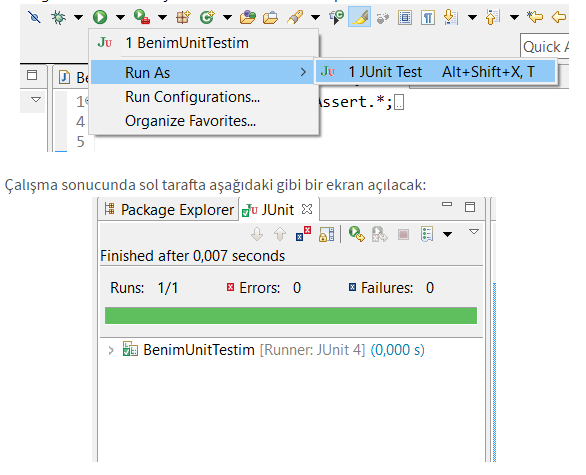 Quick A
1 BenimUnitTestim
Run As
1 JUnit Test Alt+Shift+X, T
Run Configurations...
Organize Favorites...
Be
1
4
5
Assert.*;
Çalışma sonucunda sol tarafta aşağıdaki gibi bir ekran açılacak:
Package Explorer JUnit
Finished after 0,007 seconds
Runs: 1/1 Errors: 0 Failures: 0
BenimUnitTestim [Runner: JUnit 4] (0,000 s)